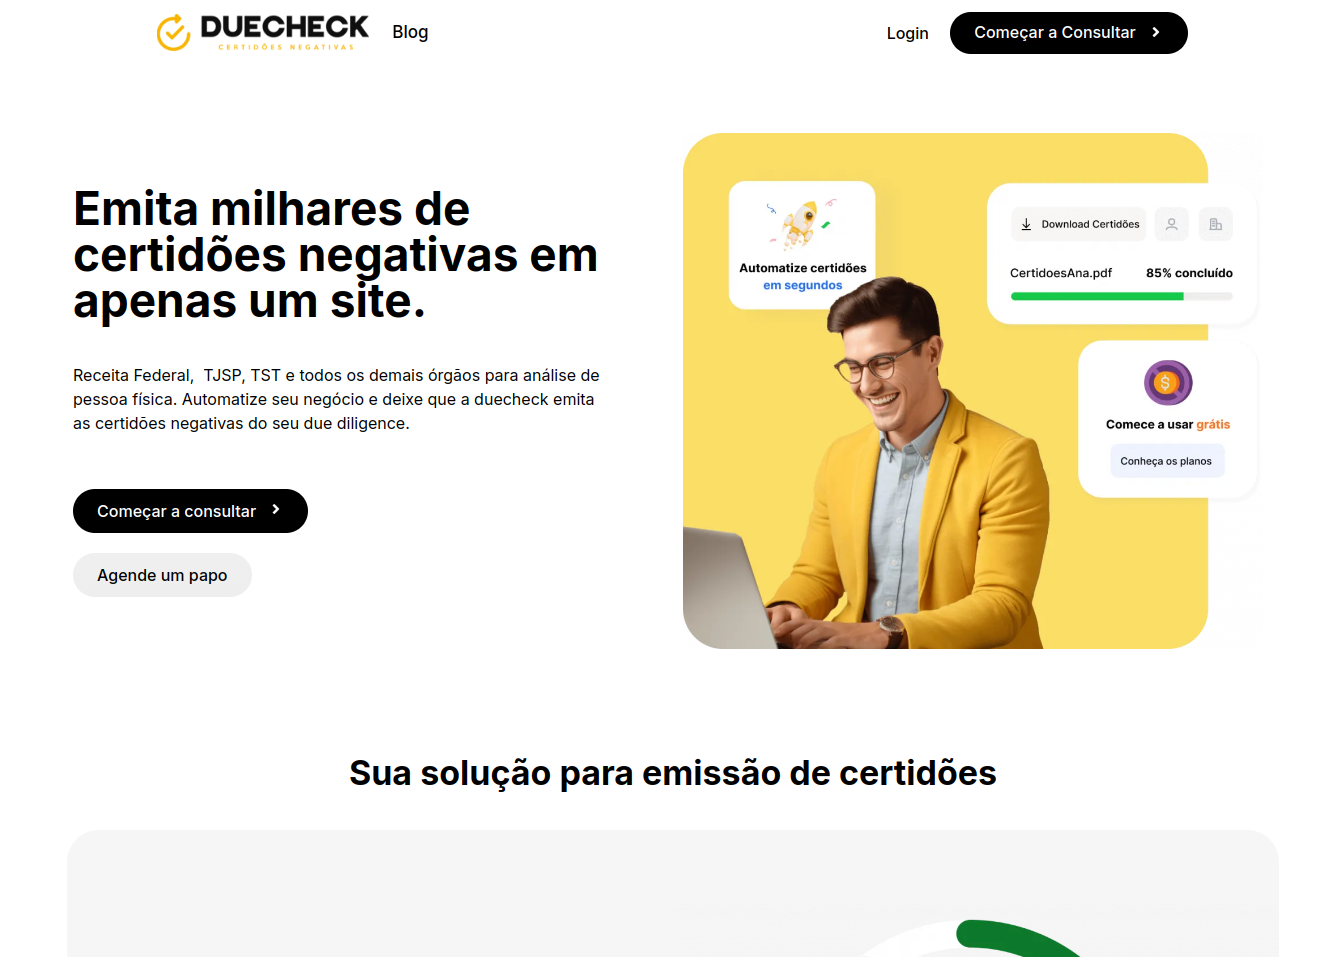 DUECHECK
CERTIDÕES NEGATIVAS
Blog
Login
Começar a Consultar
Emita milhares de
certidões negativas em
apenas um site.
Receita Federal,  TJSP, TST e todos os demais órgãos para análise de
pessoa física. Automatize seu negócio e deixe que a duecheck emita
as certidões negativas do seu due diligence.
Começar a consultar
Agende um papo
Automatize certidões
em segundos
Download Certidões
CertidoesAna.pdf
85% concluído
$
Comece a usar grátis
Conheça os planos
Sua solução para emissão de certidões